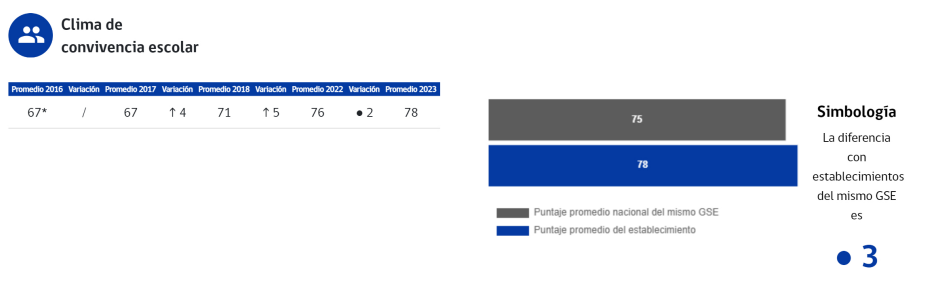 Clima de
convivencia escolar
Promedio 2016 Variación Promedio 2017 Variación Promedio 2018 Variación Promedio 2022 Variación Promedio 2023
67* / 67 ↑ 4 71 ↑ 5 76 ● 2 78
75
78
Puntaje promedio nacional del mismo GSE
Puntaje promedio del establecimiento
Simbología
La diferencia
con
establecimientos
del mismo GSE
es
● 3